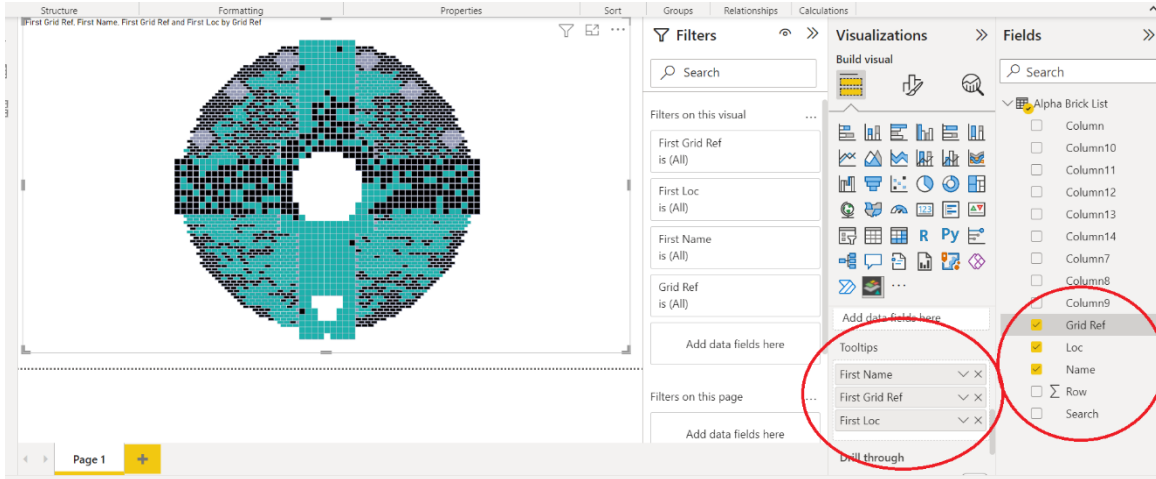 Structure Formatting Properties Sort Groups Relationships Calculations
First Grid Ref, First Name, First Grid Ref and First Loc by Grid Ref
Filters
Search
Filters on this visual ...
First Grid Ref
is (All)
First Loc
is (All)
First Name
is (All)
Grid Ref
is (All)
Add data fields here
Filters on this page ...
Add data fields here
Visualizations
Build visual
123
R Py
...
Add data fields here
Tooltips
First Name
First Grid Ref
First Loc
Drill through
Fields
Search
Alpha Brick List
Column
Column10
Column11
Column12
Column13
Column14
Column7
Column8
Column9
Grid Ref
Loc
Name
∑ Row
Search
Page 1
+